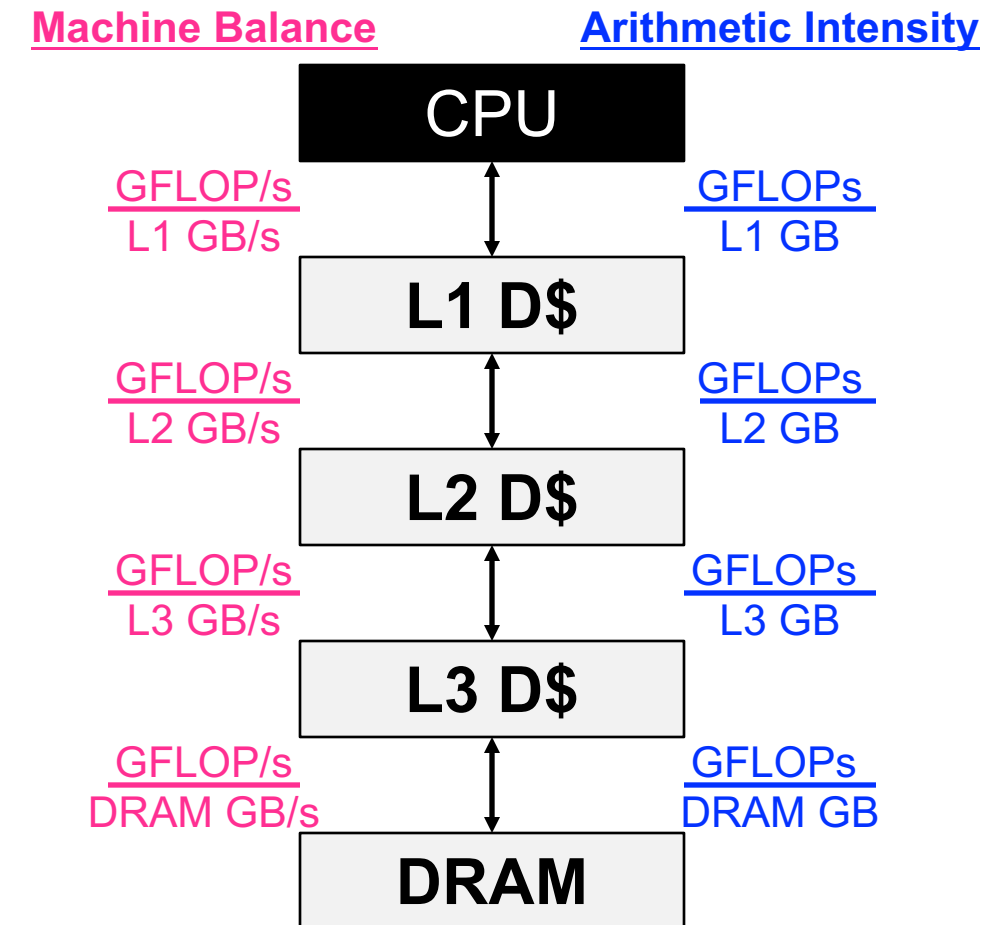 Machine Balance
Arithmetic Intensity
CPU
GFLOP/s
L1 GB/s
GFLOPs
L1 GB
L1 D$
GFLOP/s
L2 GB/s
GFLOPs
L2 GB
L2 D$
GFLOP/s
L3 GB/s
GFLOPs
L3 GB
L3 D$
GFLOP/s
DRAM GB/s
GFLOPs
DRAM GB
DRAM